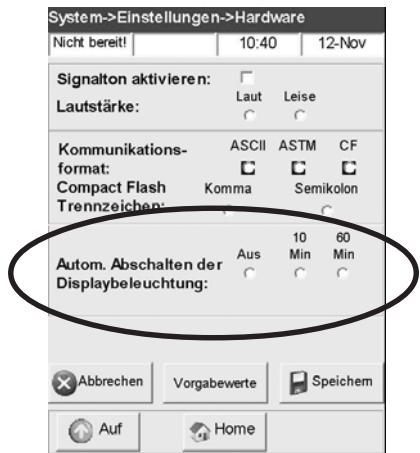 System->Einstellungen->Hardware
Nicht bereit! 10:40 12-Nov
Signalton aktivieren:
Laut Leise
Lautstärke:
Kommunikations- ASCII ASTM CF
format:
Compact Flash Komma Semikolon
Trennzeichen:
10 60
Aus Min Min
Autom. Abschalten der
Displaybeleuchtung:
Abbrechen Vorgabewerte Speichern
Auf Home